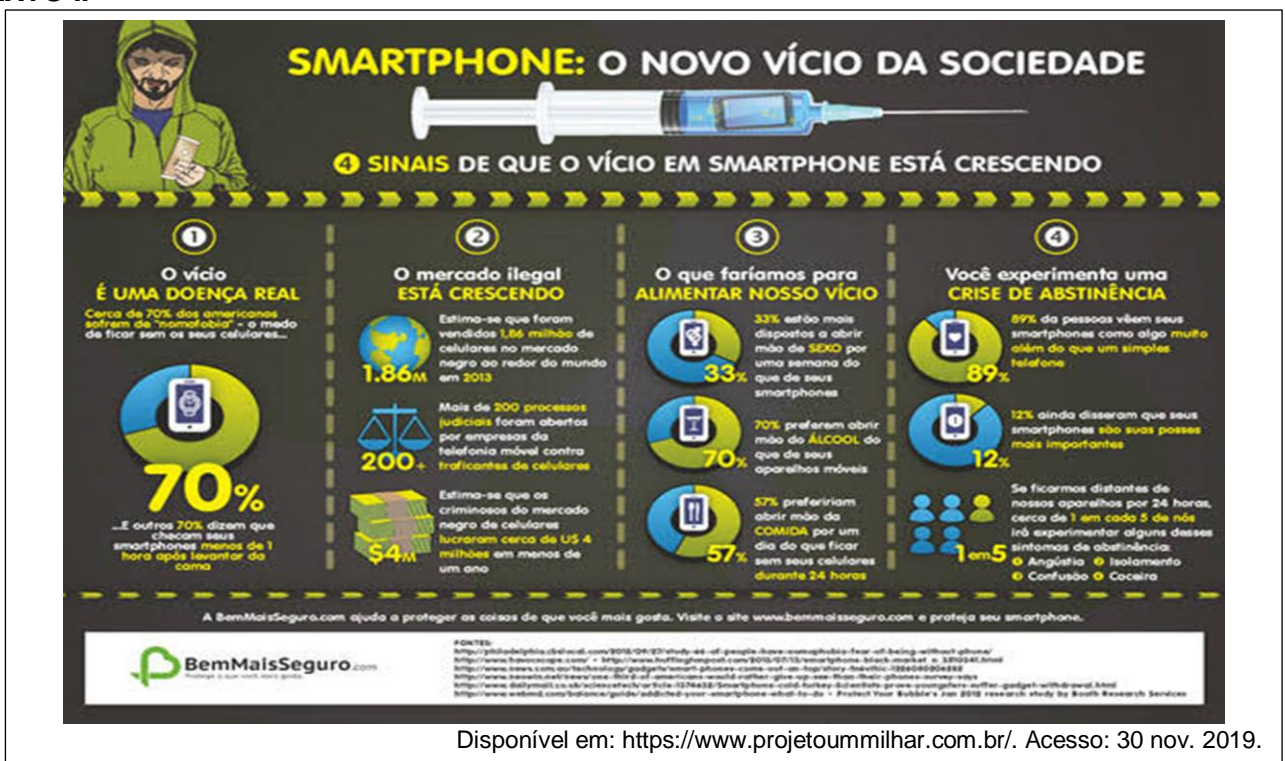 SMARTPHONE: O NOVO VÍCIO DA SOCIEDADE
4 SINAIS DE QUE O VÍCIO EM SMARTPHONE ESTÁ CRESCENDO
1
O vício
É UMA DOENÇA REAL
Cerca de 70% dos americanos
sofrem de "nomofobia" - o medo
de ficar sem os seus celulares...
70%
...E outros 70% dizem que
checam seus
smartphones menos de 1
hora após levantar da
cama
2
O mercado ilegal
ESTÁ CRESCENDO
Estima-se que foram
vendidos 1,86 milhão de
celulares no mercado
negro ao redor do mundo
em 2013
1.86M
Mais de 200 processos
judiciais foram abertos
por empresas da
telefonia móvel contra
traficantes de celulares
200+
Estima-se que os
criminosos do mercado
negro de celulares
lucraram cerca de U$ 4
milhões em menos de
um ano
$4M
3
O que faríamos para
ALIMENTAR NOSSO VÍCIO
33% estão mais
dispostos a abrir
mão de SEXO por
uma semana do
que de seus
smartphones
33%
70% preferem abrir
mão do ÁLCOOL do
que de seus
aparelhos móveis
70%
57% prefeririam
abrir mão da
COMIDA por um
dia do que ficar
sem seus celulares
durante 24 horas
57%
4
Você experimenta uma
CRISE DE ABSTINÊNCIA
89% da pessoas vêem seus
smartphones como algo muito
além do que um simples
telefone
89%
12% ainda disseram que seus
smartphones são suas posses
mais importantes
12%
Se ficarmos distantes de
nossos aparelhos por 24 horas,
cerca de 1 em cada 5 de nós
irá experimentar alguns desses
sintomas de abstinência:
Angústia Isolamento
Confusão Coceira
1 em 5
A BemMaisSeguro.com ajuda a proteger as coisas de que você mais gosta. Visite o site www.bemmaisseguro.com e proteja seu smartphone.
BemMaisSeguro.com
Protege o que você mais gosta.
FONTES:
Disponível em: https://www.projetoummilhar.com.br/. Acesso: 30 nov. 2019.